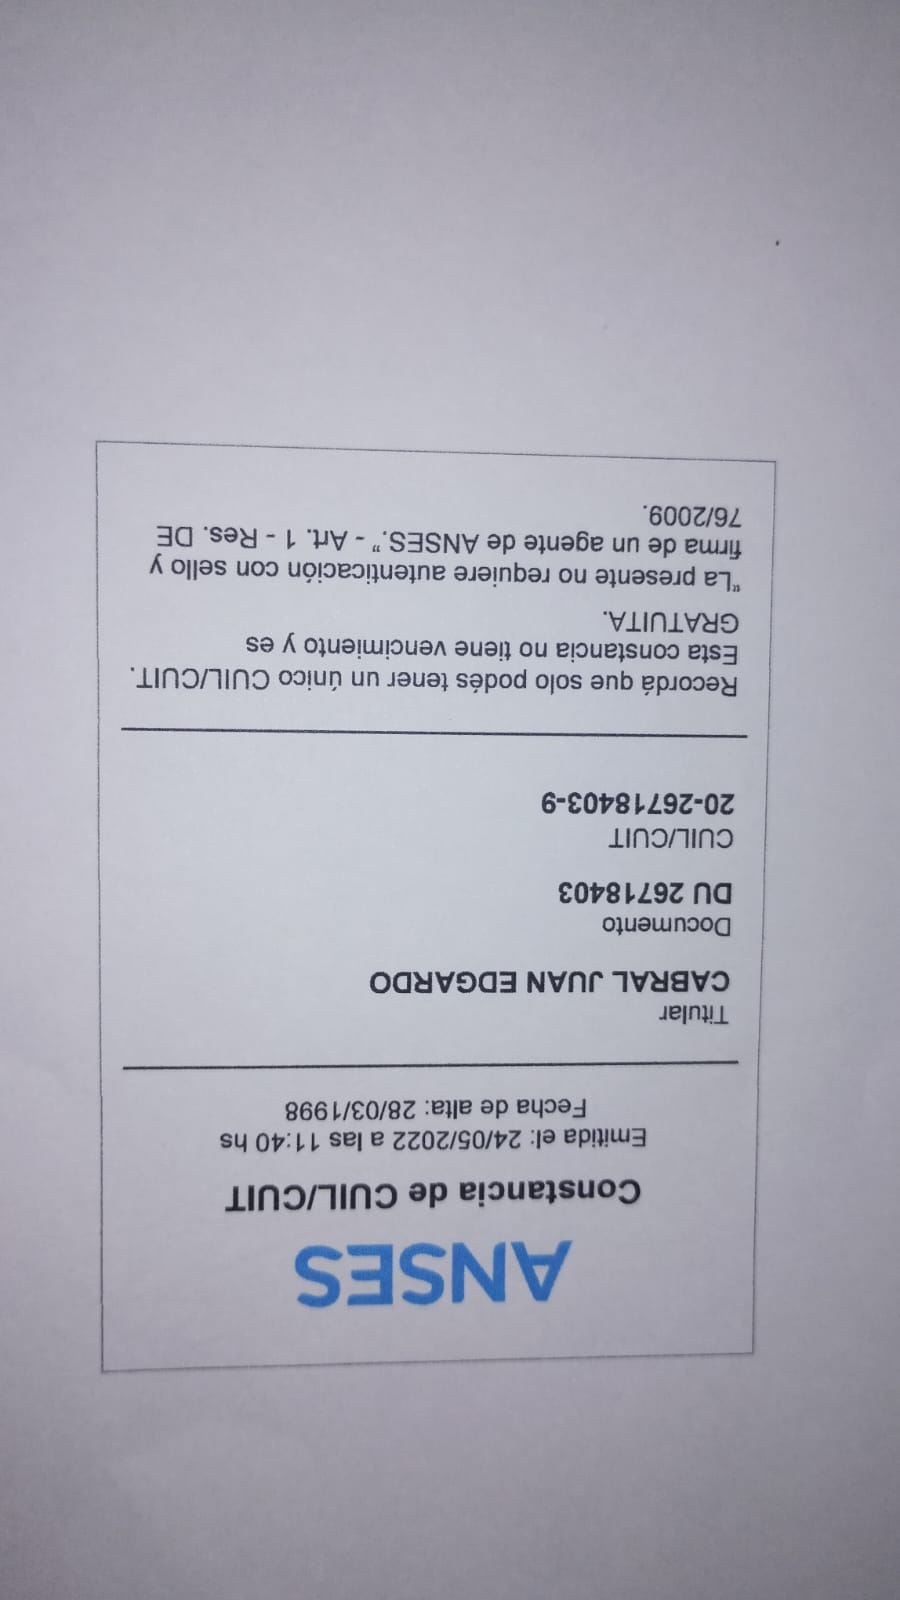 ANSES
Constancia de CUIL/CUIT
Emitida el: 24/05/2022 a las 11:40 hs
Fecha de alta: 28/03/1998
Titular
CABRAL JUAN EDGARDO
Documento
DU 26718403
CUIL/CUIT
20-26718403-9
Recordá que solo podés tener un único CUIL/CUIT.
Esta constancia no tiene vencimiento y es
GRATUITA.
“La presente no requiere autenticación con sello y
firma de un agente de ANSES.” - Art. 1 - Res. DE
76/2009.